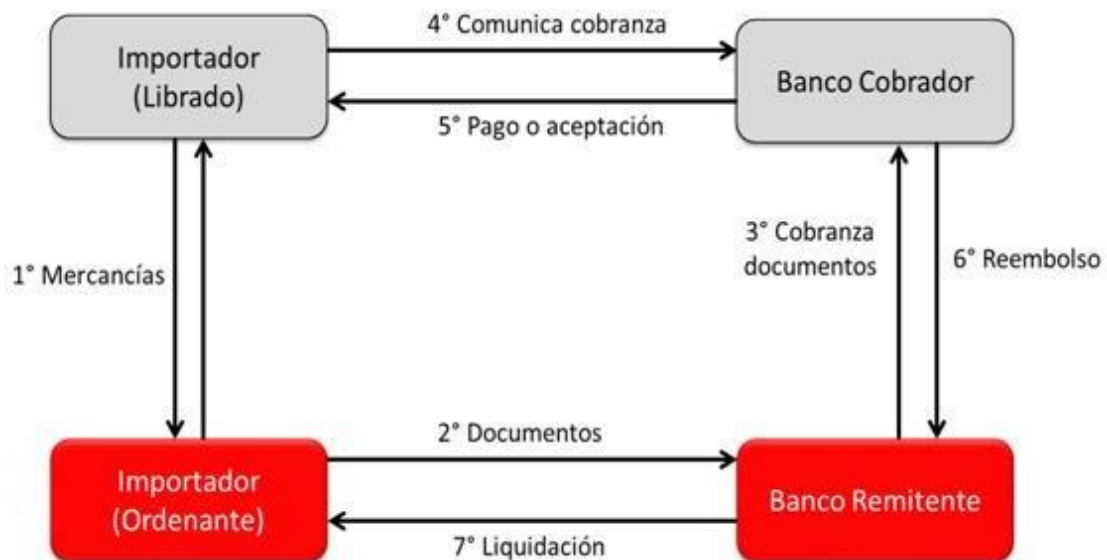 4° Comunica cobranza
Importador
(Librado)
Banco Cobrador
5° Pago o aceptación
1° Mercancías
3° Cobranza
documentos
6° Reembolso
2° Documentos
Importador
(Ordenante)
Banco Remitente
7° Liquidación